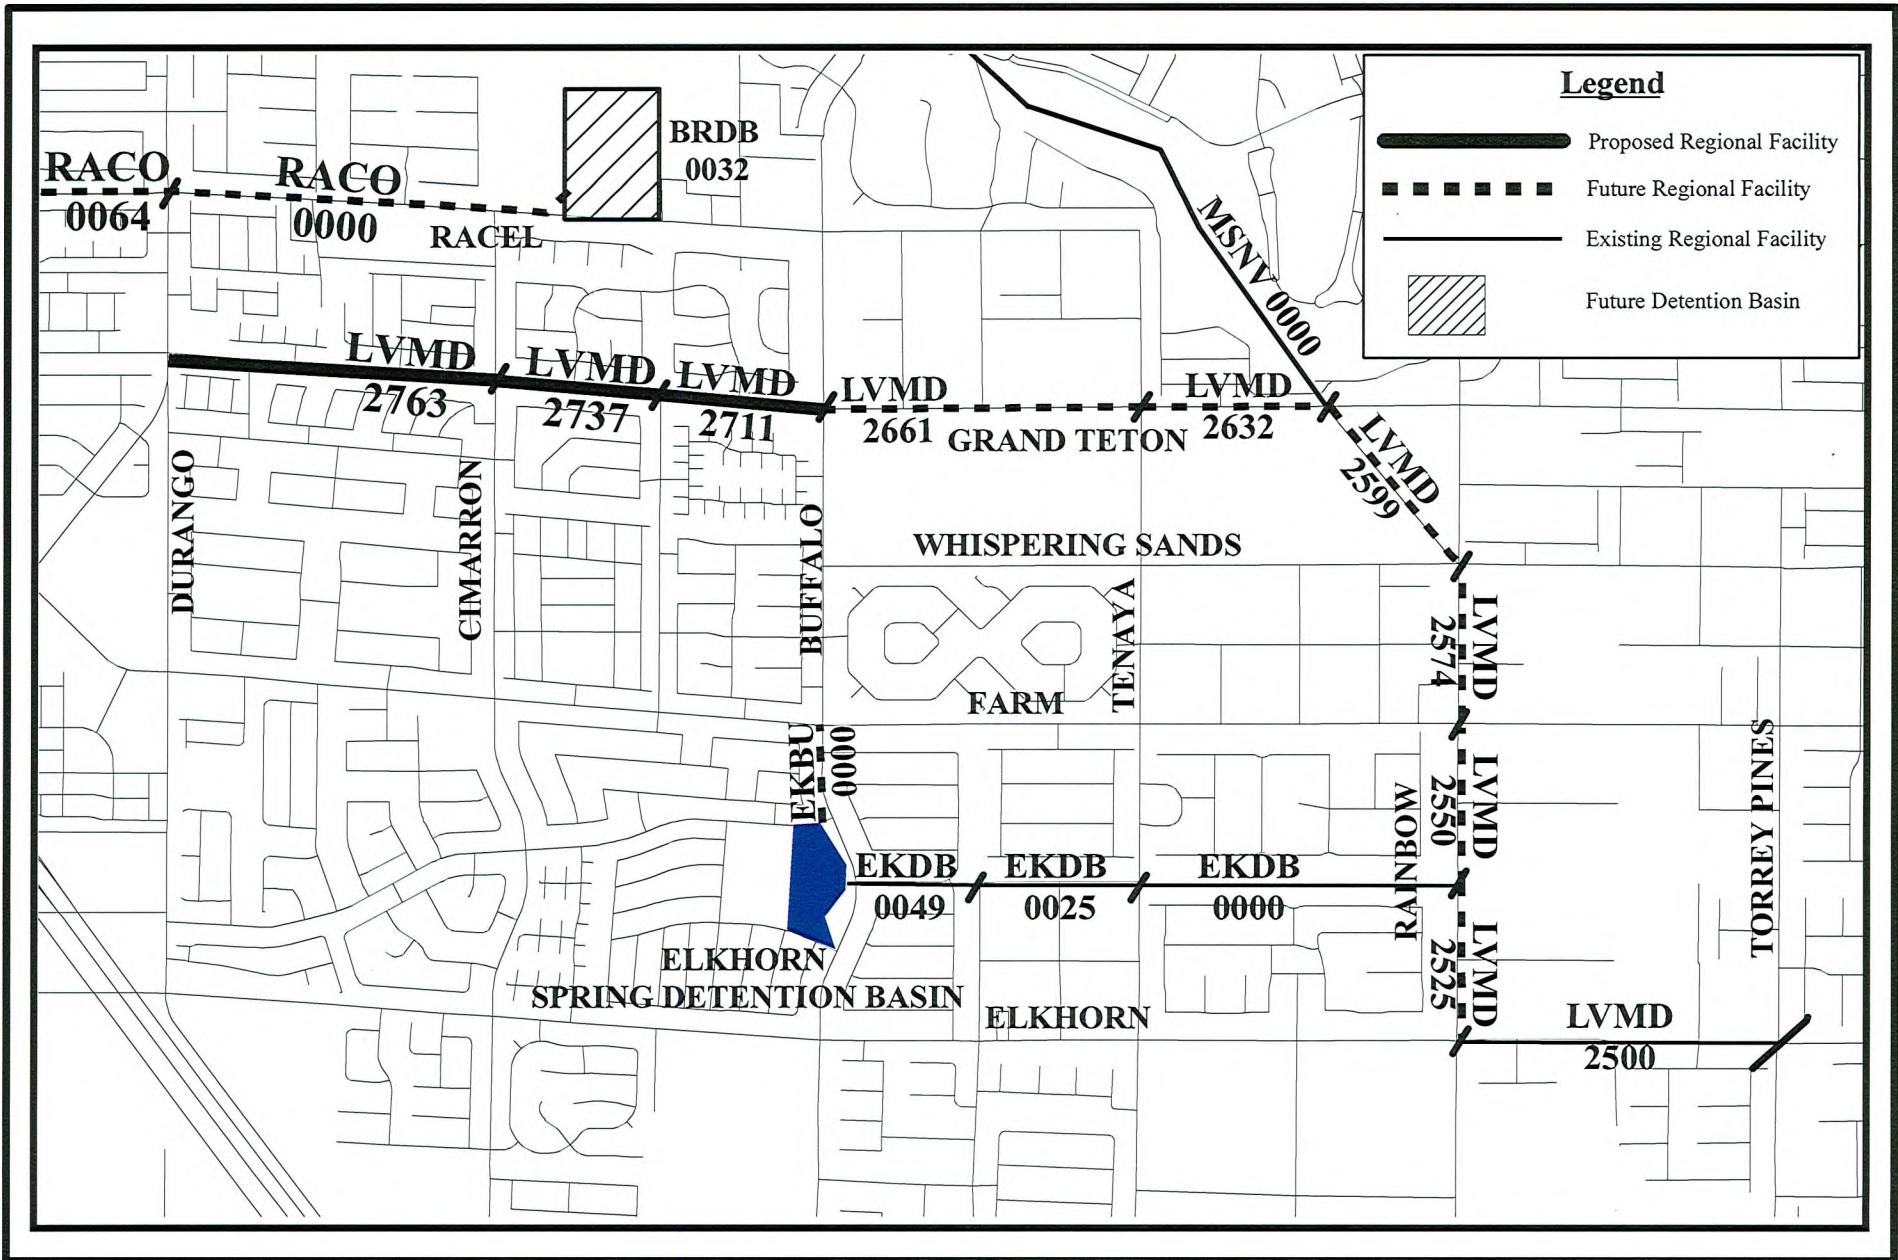 Legend
Proposed Regional Facility
Future Regional Facility
Existing Regional Facility
Future Detention Basin
BRDB
0032
RACO
0064
RACO
0000
RACEL
MSNV 0000
LVMD
2763
LVMD
2737
LVMD
2711
LVMD
2661
GRAND TETON
LVMD
2632
LVMD
2599
DURANGO
CIMARRON
BUFFALO
WHISPERING SANDS
TENAYA
FARM
LVMD
2574
EKBU
0000
LVMD
2550
RAINBOW
TORREY PINES
EKDB
0049
EKDB
0025
EKDB
0000
LVMD
2525
ELKHORN
SPRING DETENTION BASIN
ELKHORN
LVMD
2500